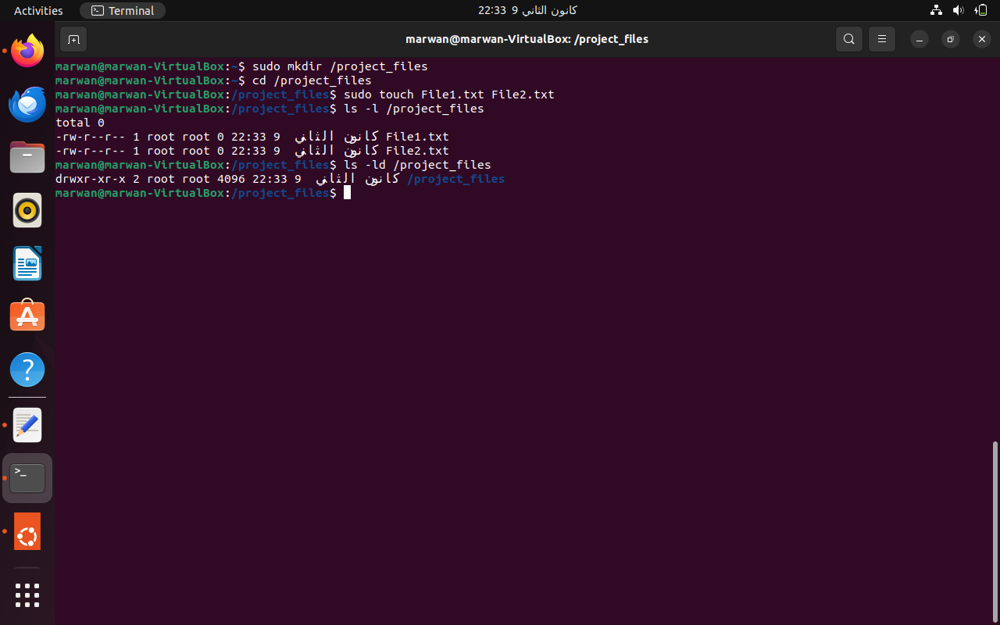 Activities Terminal كانون الثاني 9 22:33
marwan@marwan-VirtualBox: /project_files
marwan@marwan-VirtualBox:~$ sudo mkdir /project_files
marwan@marwan-VirtualBox:~$ cd /project_files
marwan@marwan-VirtualBox:/project_files$ sudo touch File1.txt File2.txt
marwan@marwan-VirtualBox:/project_files$ ls -l /project_files
total 0
-rw-r--r-- 1 root root 0 22:33 9 كانون الثاني File1.txt
-rw-r--r-- 1 root root 0 22:33 9 كانون الثاني File2.txt
marwan@marwan-VirtualBox:/project_files$ ls -ld /project_files
drwxr-xr-x 2 root root 4096 22:33 9 كانون الثاني /project_files
marwan@marwan-VirtualBox:/project_files$